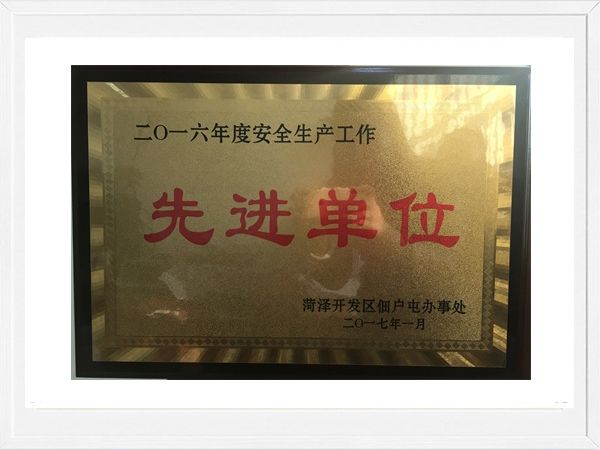 二〇一六年度安全生产工作
先进单位
菏泽开发区佃户屯办事处
二〇一七年一月